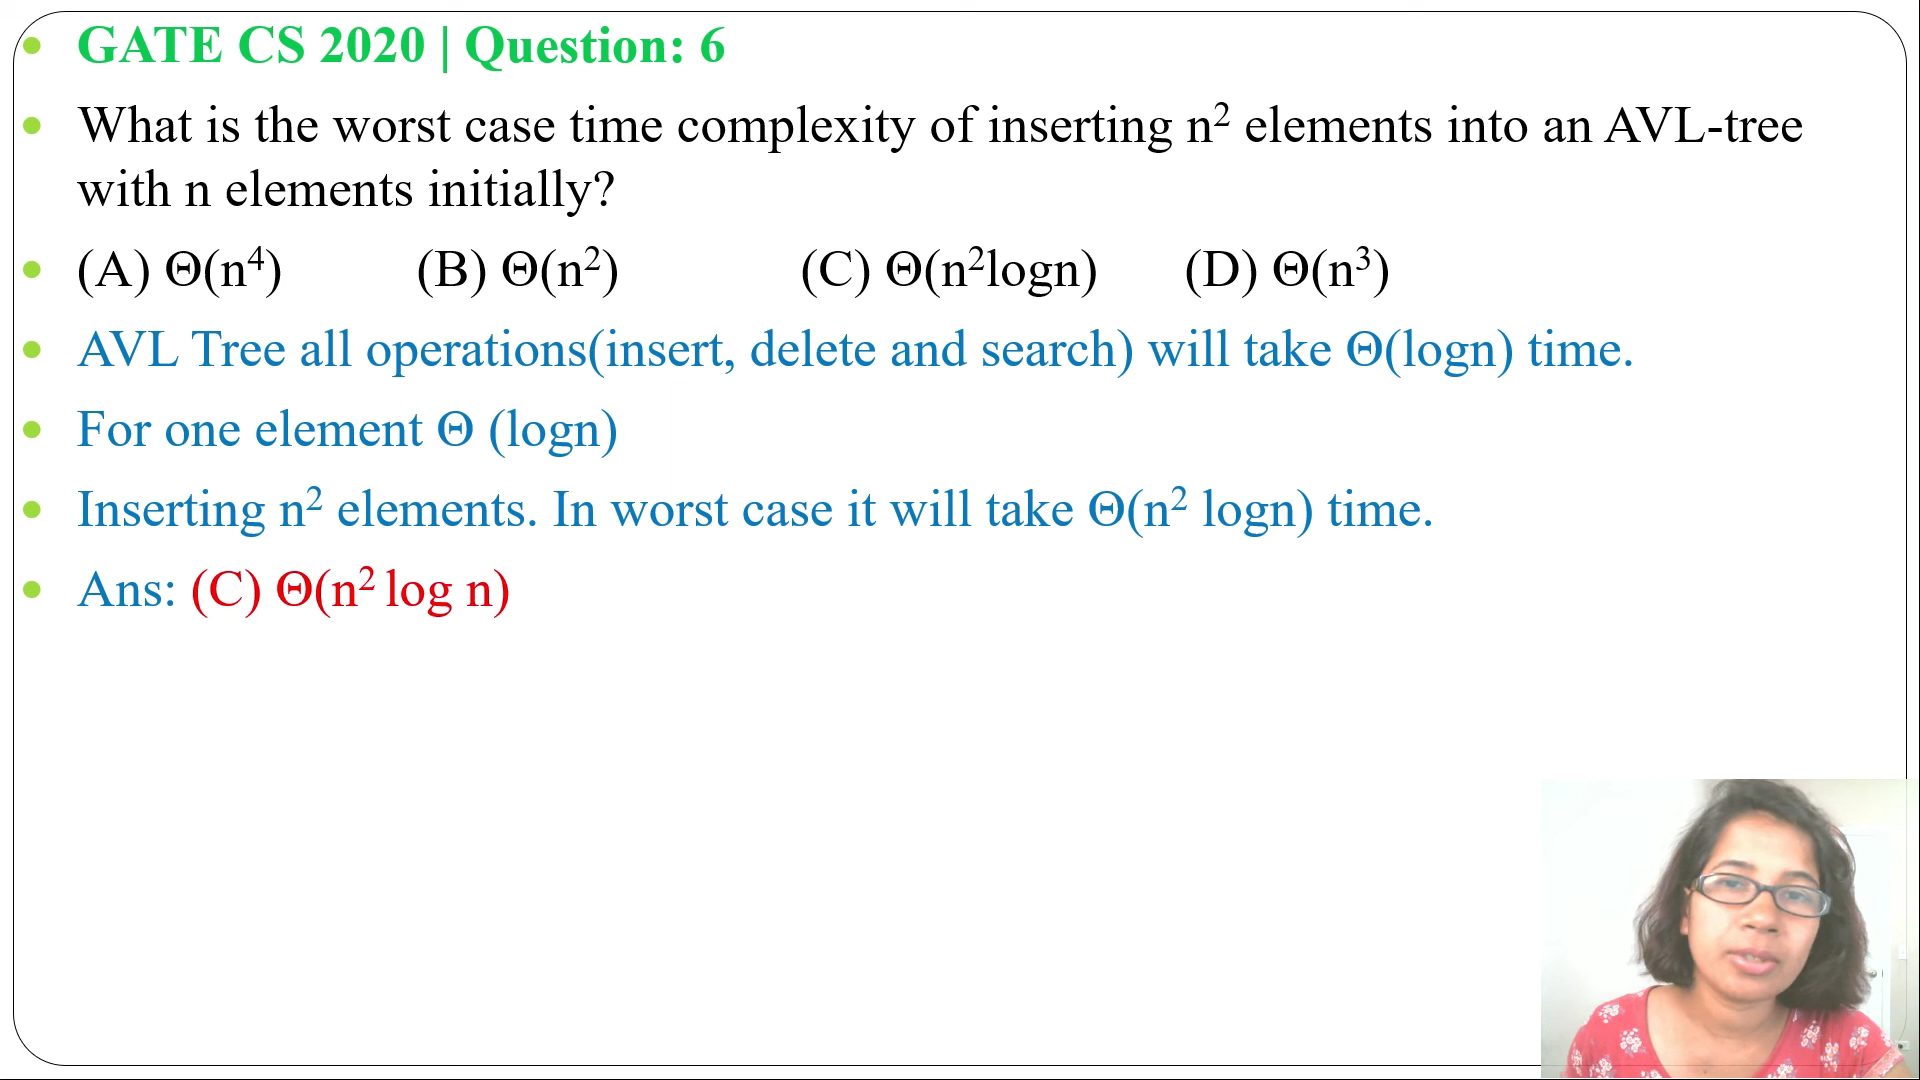 GATE CS 2020 | Question: 6
What is the worst case time complexity of inserting n² elements into an AVL-tree
with n elements initially?
(A) Θ(n⁴) (B) Θ(n²) (C) Θ(n²logn) (D) Θ(n³)
AVL Tree all operations(insert, delete and search) will take Θ(logn) time.
For one element Θ (logn)
Inserting n² elements. In worst case it will take Θ(n² logn) time.
Ans: (C) Θ(n² log n)